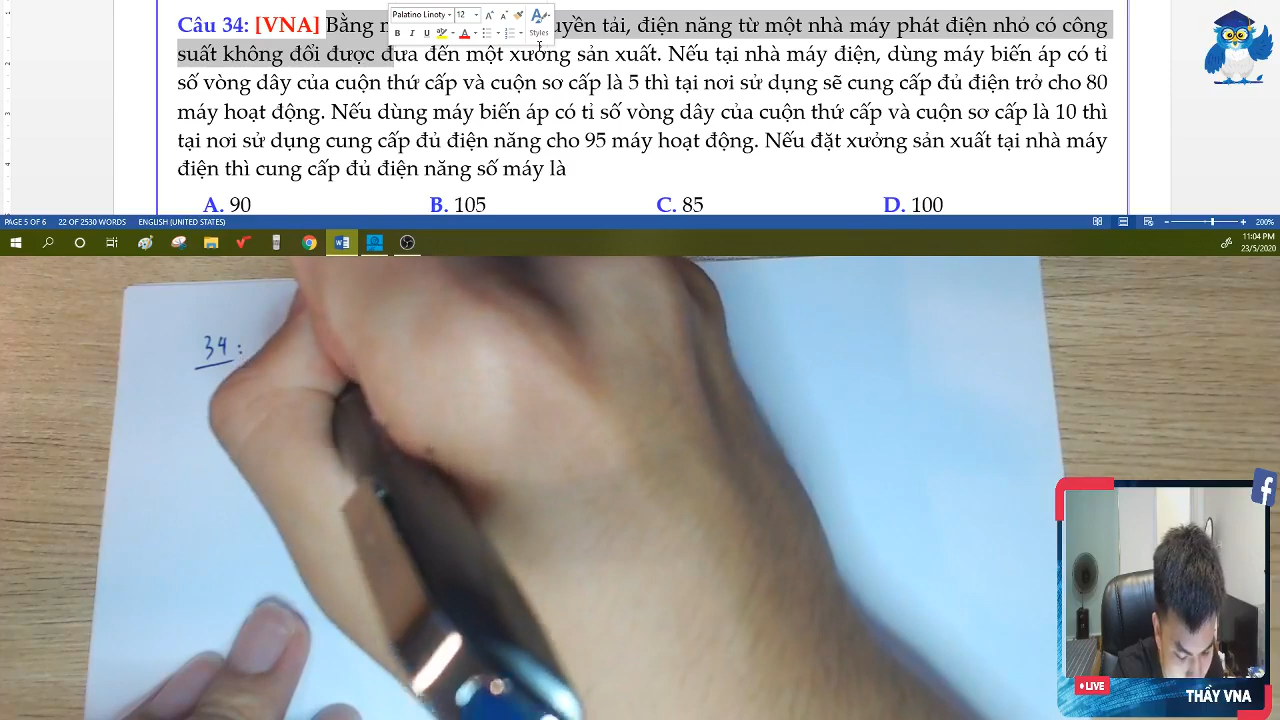 Câu 34: [VNA] Bằng uyền tải, điện năng từ một nhà máy phát điện nhỏ có công
suất không đổi được đưa đến một xưởng sản xuất. Nếu tại nhà máy điện, dùng máy biến áp có tỉ
số vòng dây của cuộn thứ cấp và cuộn sơ cấp là 5 thì tại nơi sử dụng sẽ cung cấp đủ điện trở cho 80
máy hoạt động. Nếu dùng máy biến áp có tỉ số vòng dây của cuộn thứ cấp và cuộn sơ cấp là 10 thì
tại nơi sử dụng cung cấp đủ điện năng cho 95 máy hoạt động. Nếu đặt xưởng sản xuất tại nhà máy
điện thì cung cấp đủ điện năng số máy là
A. 90 B. 105 C. 85 D. 100
Palatino Linoty 12
B I U Styles
PAGE 5 OF 6 22 OF 2530 WORDS ENGLISH (UNITED STATES) 200%
11:04 PM
23/5/2020
34:
LIVE
THẦY VNA